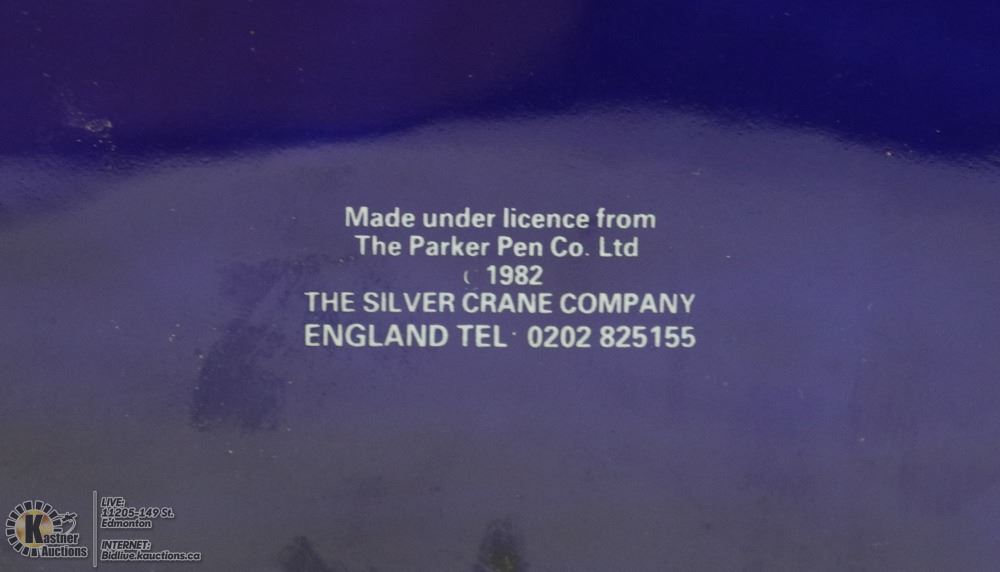 Made under licence from
The Parker Pen Co. Ltd
( 1982
THE SILVER CRANE COMPANY
ENGLAND TEL· 0202 825155
Kastner
Auctions
LIVE:
11205-149 St.
Edmonton
INTERNET:
Bidlive.kauctions.ca